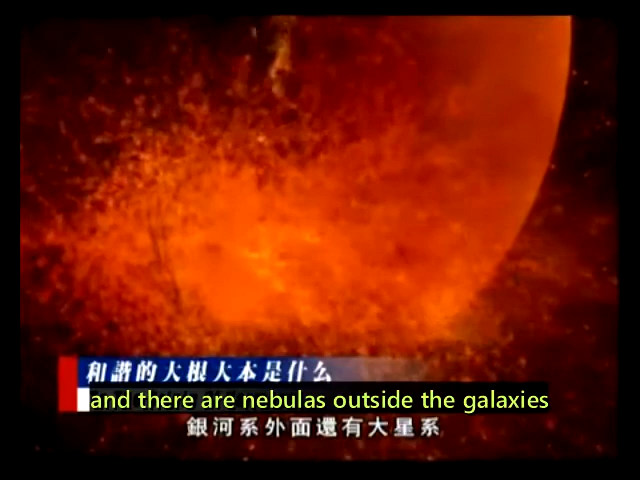 和諧的大根大本是什么
and there are nebulas outside the galaxies
銀河系外面還有大星系